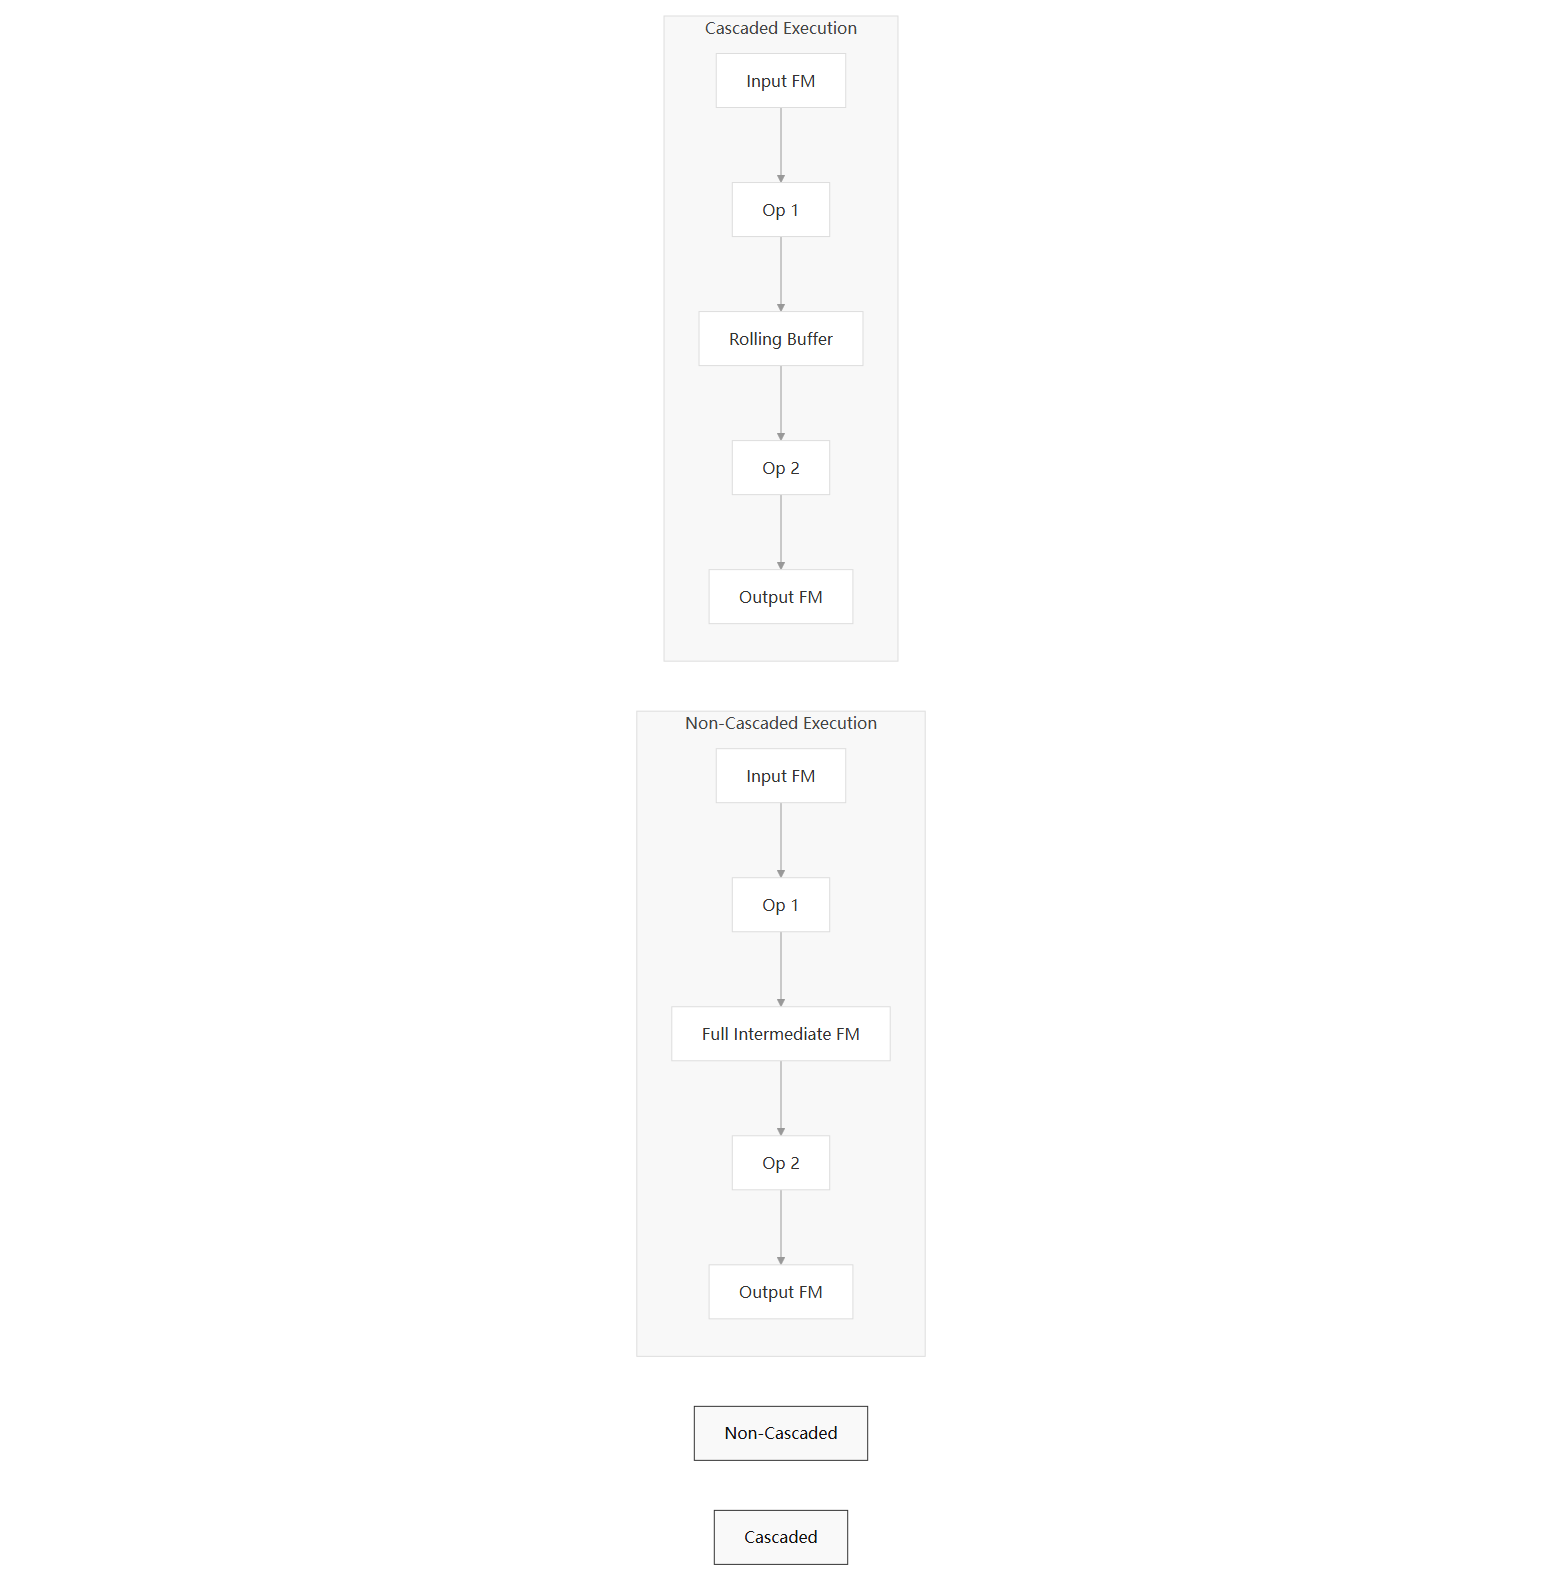 Cascaded Execution
Input FM
Op 1
Rolling Buffer
Op 2
Output FM
Non-Cascaded Execution
Input FM
Op 1
Full Intermediate FM
Op 2
Output FM
Non-Cascaded
Cascaded